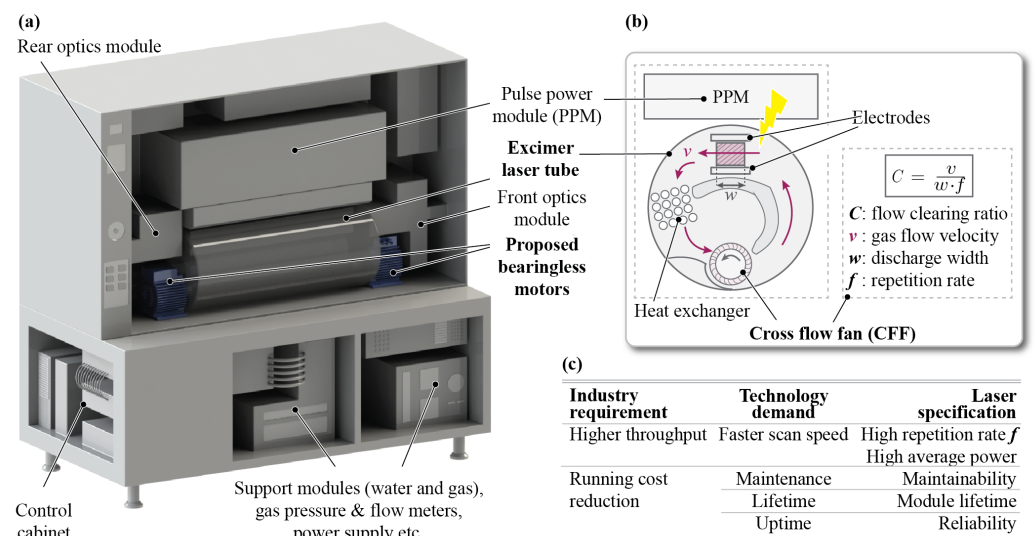 (a)
Rear optics module
Pulse power
module (PPM)
Excimer
laser tube
Front optics
module
Proposed
bearingless
motors
Control
cabinet
Support modules (water and gas),
gas pressure & flow meters,
power supply etc.
(b)
PPM
Electrodes
v
w
C = v / w·f
C: flow clearing ratio
v : gas flow velocity
w: discharge width
f : repetition rate
Heat exchanger
Cross flow fan (CFF)
(c)
Industry requirement Technology demand Laser specification
Higher throughput Faster scan speed High repetition rate f
High average power
Running cost reduction Maintenance Maintainability
Lifetime Module lifetime
Uptime Reliability